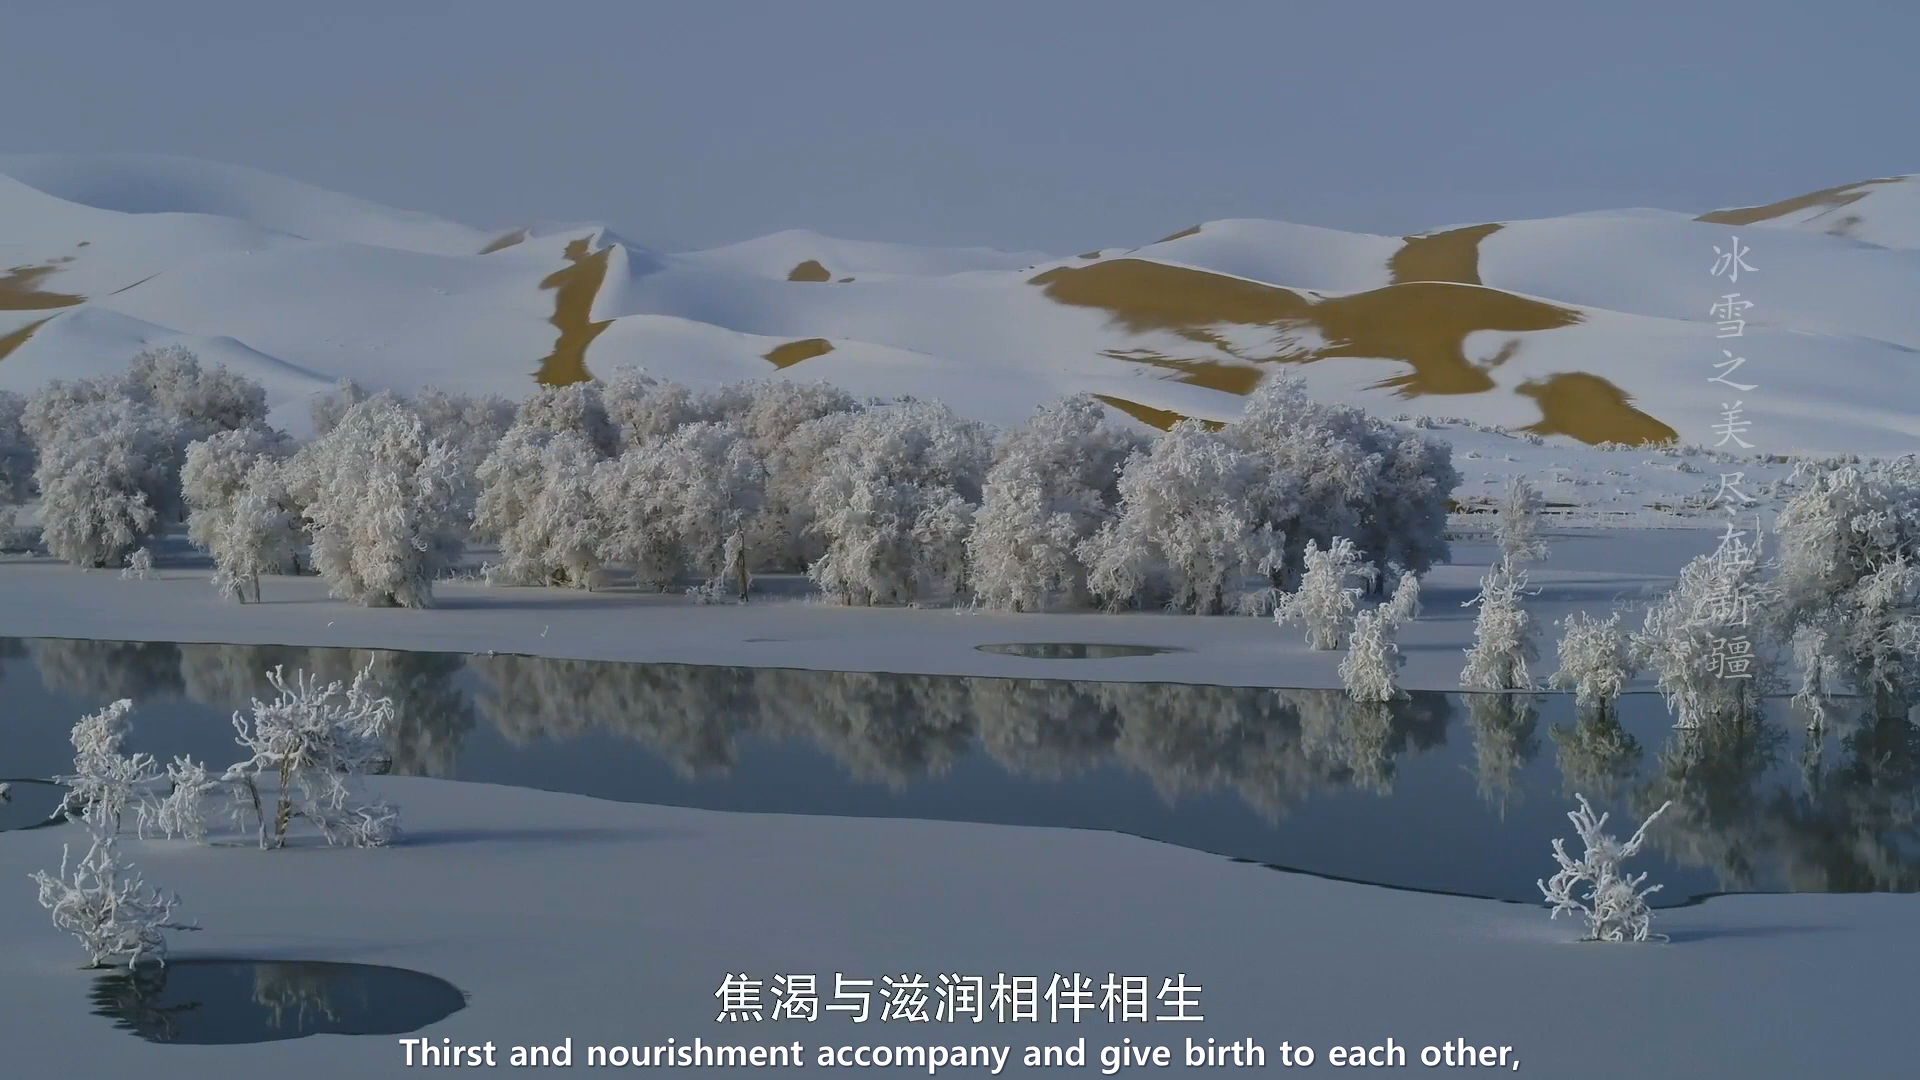 冰雪之美尽在新疆
焦渴与滋润相伴相生
Thirst and nourishment accompany and give birth to each other,